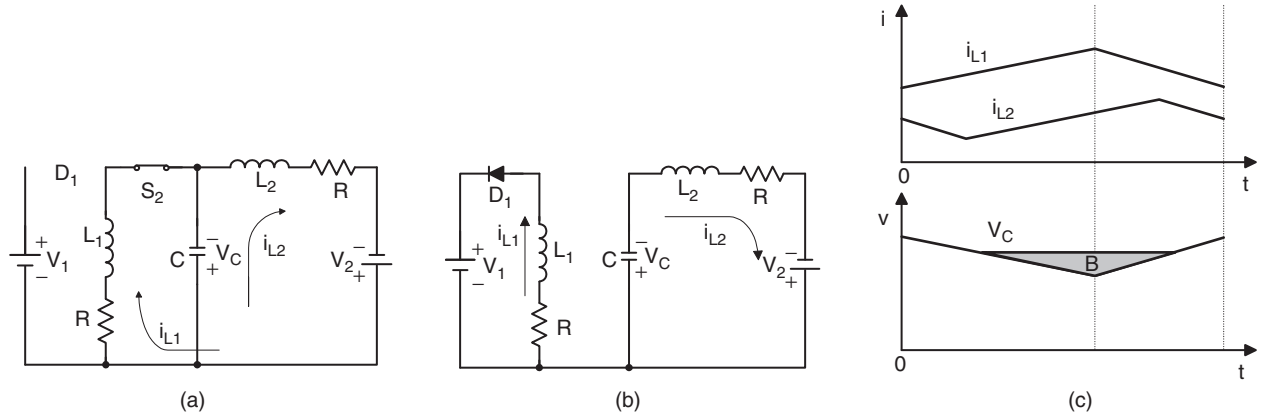 D1
S2
L2
R
L1
+
V1
−
C
−
VC
+
iL2
V2
−
+
R
iL1
(a)
D1
L2
R
iL1
L1
+
V1
−
C
−
VC
+
iL2
V2
−
+
R
(b)
i
iL1
iL2
0
t
v
VC
B
0
t
(c)